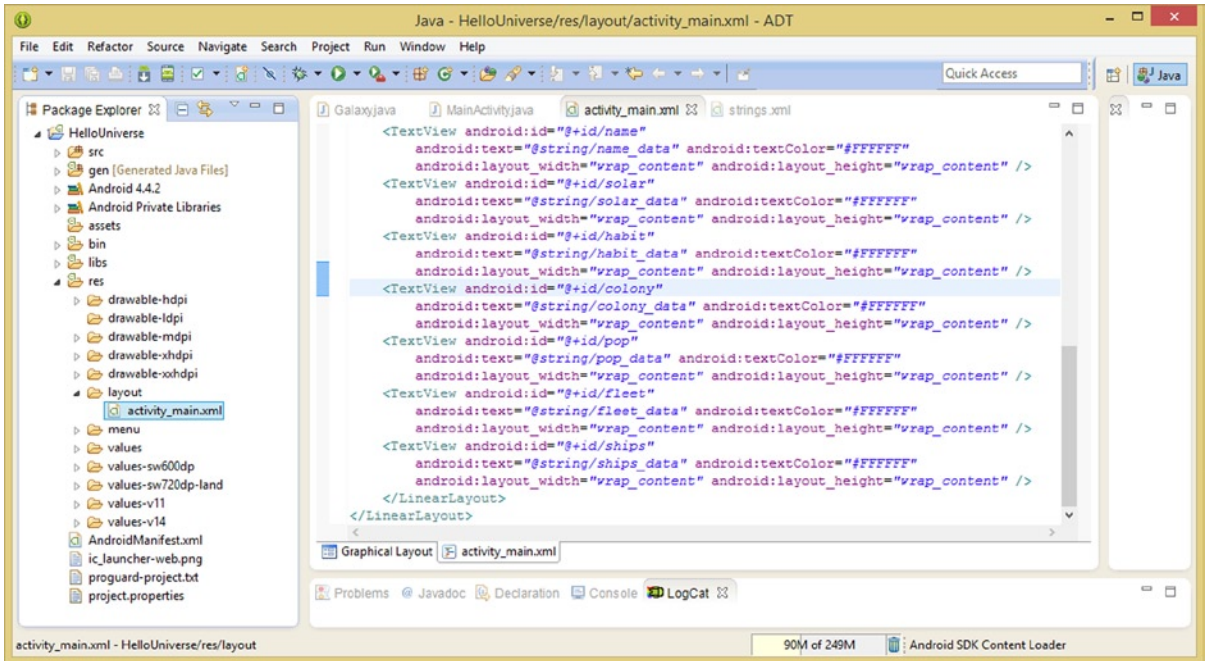 Java - HelloUniverse/res/layout/activity_main.xml - ADT
File Edit Refactor Source Navigate Search Project Run Window Help
Quick Access
Java
Package Explorer
HelloUniverse
src
gen [Generated Java Files]
Android 4.4.2
Android Private Libraries
assets
bin
libs
res
drawable-hdpi
drawable-ldpi
drawable-mdpi
drawable-xhdpi
drawable-xxhdpi
layout
activity_main.xml
menu
values
values-sw600dp
values-sw720dp-land
values-v11
values-v14
AndroidManifest.xml
ic_launcher-web.png
proguard-project.txt
project.properties
Galaxy.java MainActivity.java activity_main.xml strings.xml
<TextView android:id="@+id/name"
android:text="@string/name_data" android:textColor="#FFFFFF"
android:layout_width="wrap_content" android:layout_height="wrap_content" />
<TextView android:id="@+id/solar"
android:text="@string/solar_data" android:textColor="#FFFFFF"
android:layout_width="wrap_content" android:layout_height="wrap_content" />
<TextView android:id="@+id/habit"
android:text="@string/habit_data" android:textColor="#FFFFFF"
android:layout_width="wrap_content" android:layout_height="wrap_content" />
<TextView android:id="@+id/colony"
android:text="@string/colony_data" android:textColor="#FFFFFF"
android:layout_width="wrap_content" android:layout_height="wrap_content" />
<TextView android:id="@+id/pop"
android:text="@string/pop_data" android:textColor="#FFFFFF"
android:layout_width="wrap_content" android:layout_height="wrap_content" />
<TextView android:id="@+id/fleet"
android:text="@string/fleet_data" android:textColor="#FFFFFF"
android:layout_width="wrap_content" android:layout_height="wrap_content" />
<TextView android:id="@+id/ships"
android:text="@string/ships_data" android:textColor="#FFFFFF"
android:layout_width="wrap_content" android:layout_height="wrap_content" />
</LinearLayout>
</LinearLayout>
Graphical Layout activity_main.xml
Problems Javadoc Declaration Console LogCat
activity_main.xml - HelloUniverse/res/layout
90M of 249M
Android SDK Content Loader